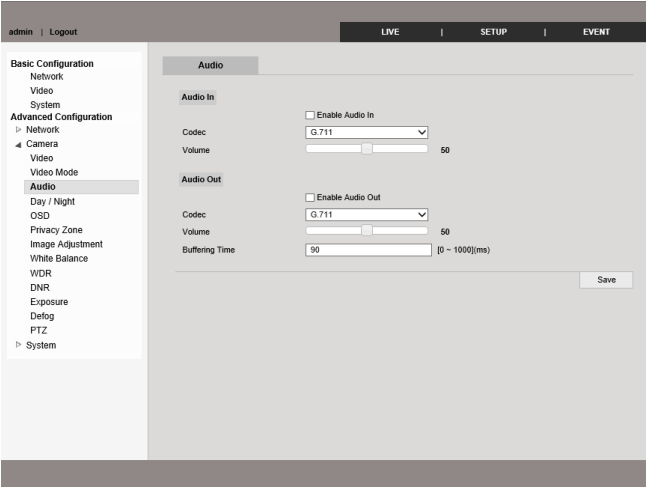 admin | Logout
LIVE | SETUP | EVENT
Basic Configuration
Network
Video
System
Advanced Configuration
Network
Camera
Video
Video Mode
Audio
Day / Night
OSD
Privacy Zone
Image Adjustment
White Balance
WDR
DNR
Exposure
Defog
PTZ
System
Audio
Audio In
Enable Audio In
Codec G.711
Volume 50
Audio Out
Enable Audio Out
Codec G.711
Volume 50
Buffering Time 90 [0 ~ 1000](ms)
Save